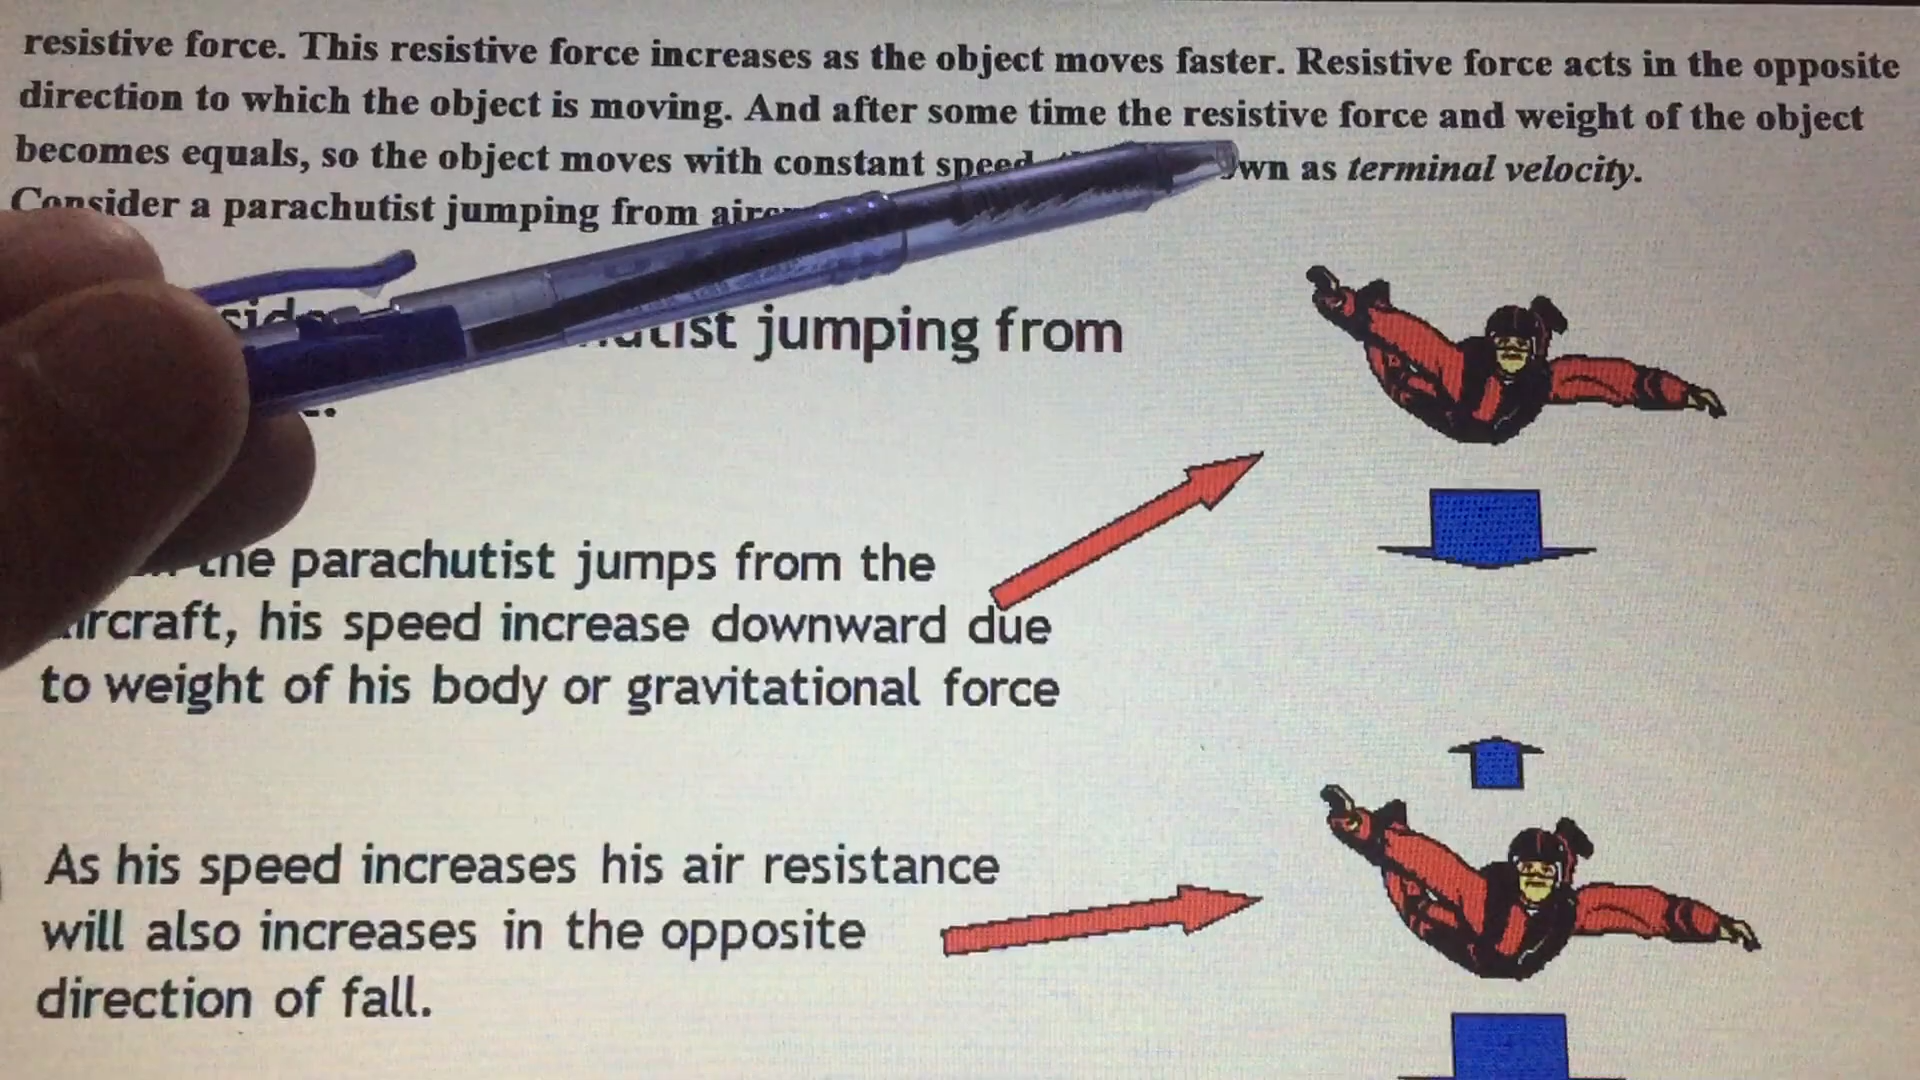 resistive force. This resistive force increases as the object moves faster. Resistive force acts in the opposite
direction to which the object is moving. And after some time the resistive force and weight of the object
becomes equals, so the object moves with constant speed as terminal velocity.
Consider a parachutist jumping from
jumping from
the parachutist jumps from the
his speed increase downward due
to weight of his body or gravitational force
As his speed increases his air resistance
will also increases in the opposite
direction of fall.